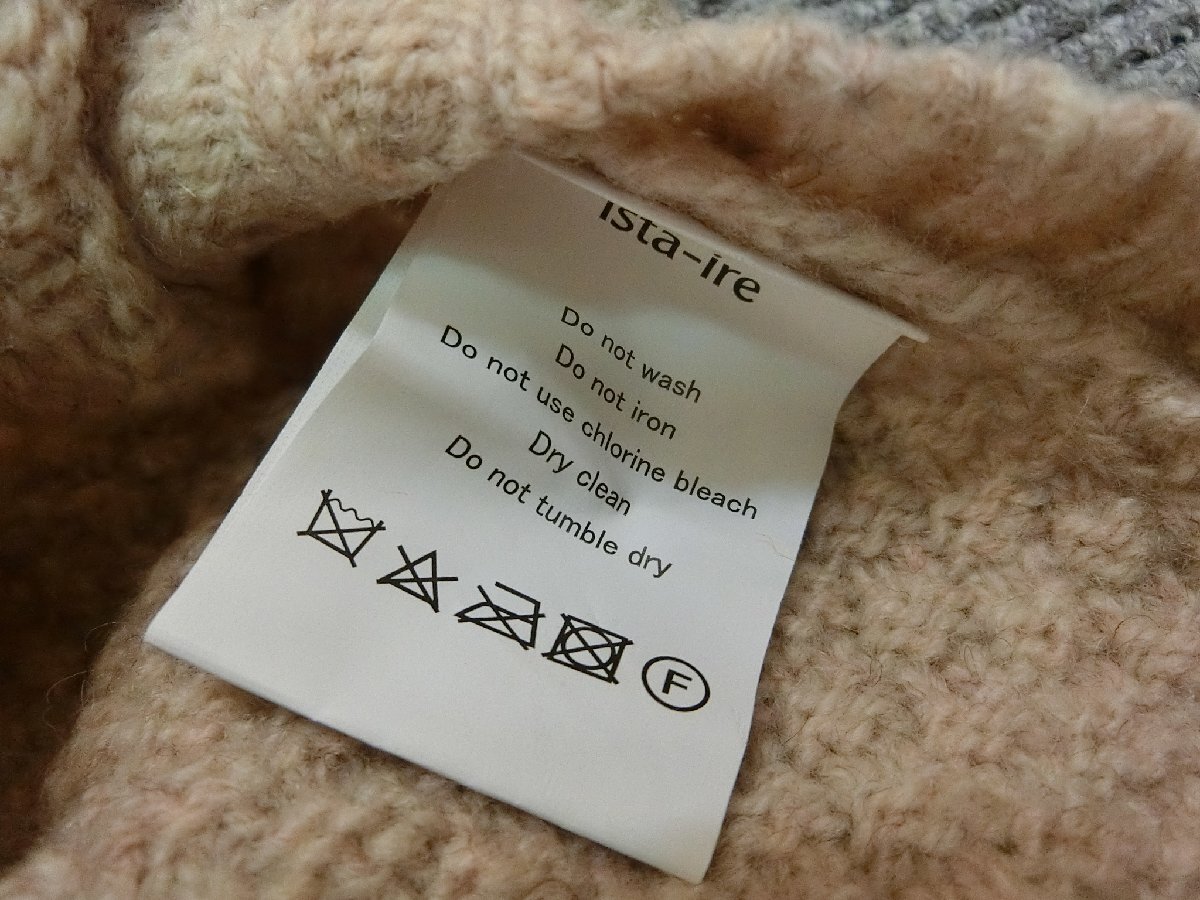 ista-ire
Do not wash
Do not iron
Do not use chlorine bleach
Dry clean
Do not tumble dry
F